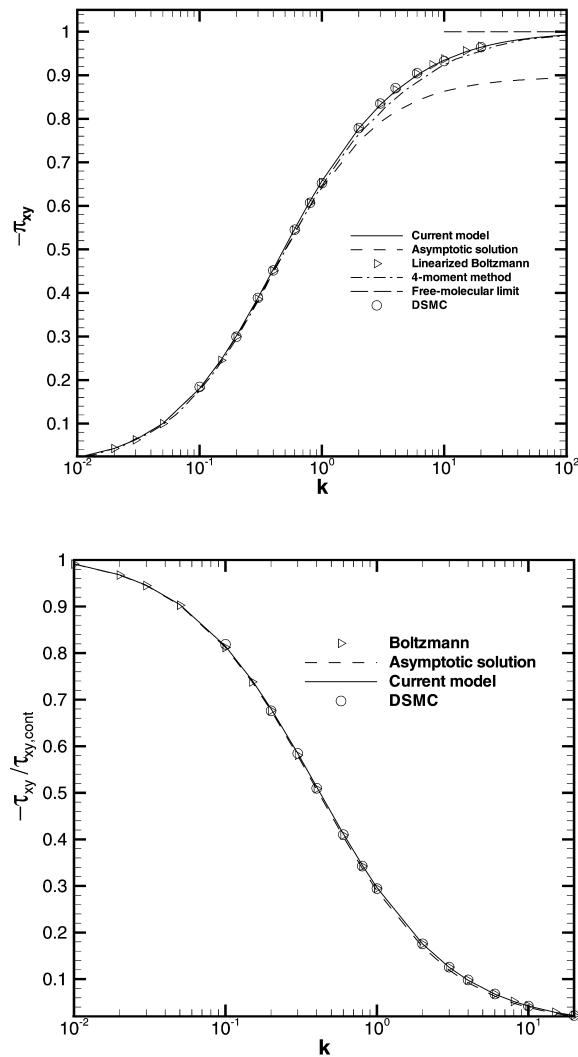 1
0.9
0.8
0.7
0.6
0.5
0.4
0.3
0.2
0.1
−π_xy
Current model
Asymptotic solution
Linearized Boltzmann
4-moment method
Free-molecular limit
DSMC
10^-2 10^-1 10^0 10^1 10^2
k
1
0.9
0.8
0.7
0.6
0.5
0.4
0.3
0.2
0.1
−τ_xy / τ_xy,cont
Boltzmann
Asymptotic solution
Current model
DSMC
10^-2 10^-1 10^0 10^1
k